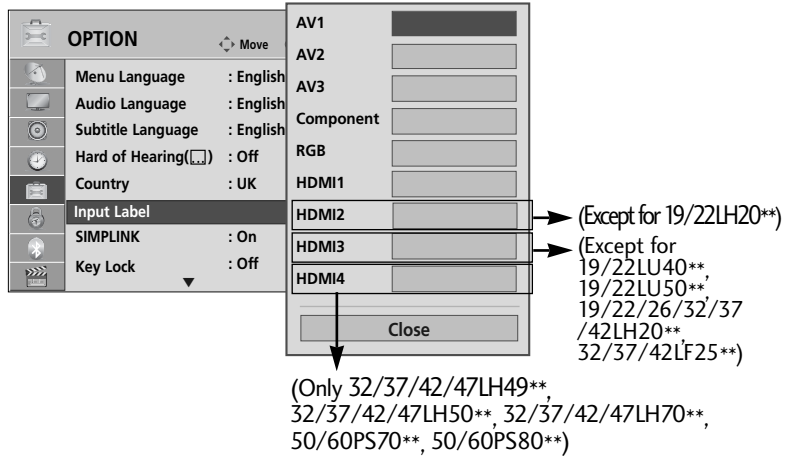 OPTION
Move
Menu Language : English
Audio Language : English
Subtitle Language : English
Hard of Hearing( ) : Off
Country : UK
Input Label
SIMPLINK : On
Key Lock : Off
AV1
AV2
AV3
Component
RGB
HDMI1
HDMI2
HDMI3
HDMI4
Close
(Except for 19/22LH20**)
(Except for
19/22LU40**,
19/22LU50**,
19/22/26/32/37
/42LH20**,
32/37/42LF25**)
(Only 32/37/42/47LH49**,
32/37/42/47LH50**, 32/37/42/47LH70**,
50/60PS70**, 50/60PS80**)